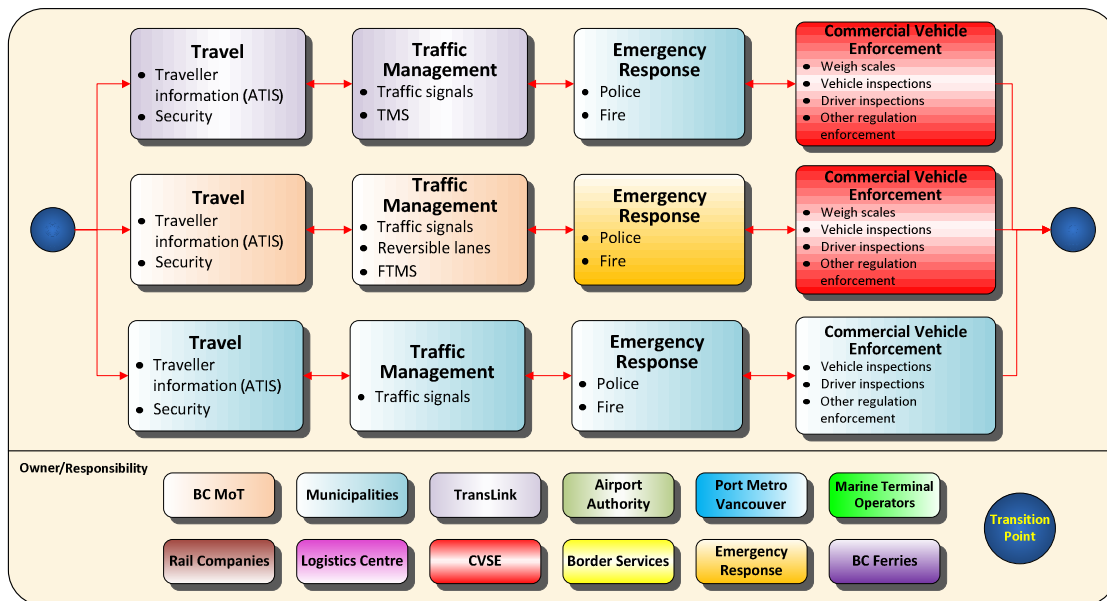 Travel
• Traveller
information (ATIS)
• Security
Traffic
Management
• Traffic signals
• TMS
Emergency
Response
• Police
• Fire
Commercial Vehicle
Enforcement
• Weigh scales
• Vehicle inspections
• Driver inspections
• Other regulation
enforcement
Travel
• Traveller
information (ATIS)
• Security
Traffic
Management
• Traffic signals
• Reversible lanes
• FTMS
Emergency
Response
• Police
• Fire
Commercial Vehicle
Enforcement
• Weigh scales
• Vehicle inspections
• Driver inspections
• Other regulation
enforcement
Travel
• Traveller
information (ATIS)
• Security
Traffic
Management
• Traffic signals
Emergency
Response
• Police
• Fire
Commercial Vehicle
Enforcement
• Vehicle inspections
• Driver inspections
• Other regulation
enforcement
Owner/Responsibility
BC MoT
Municipalities
TransLink
Airport
Authority
Port Metro
Vancouver
Marine Terminal
Operators
Transition
Point
Rail Companies
Logistics Centre
CVSE
Border Services
Emergency
Response
BC Ferries